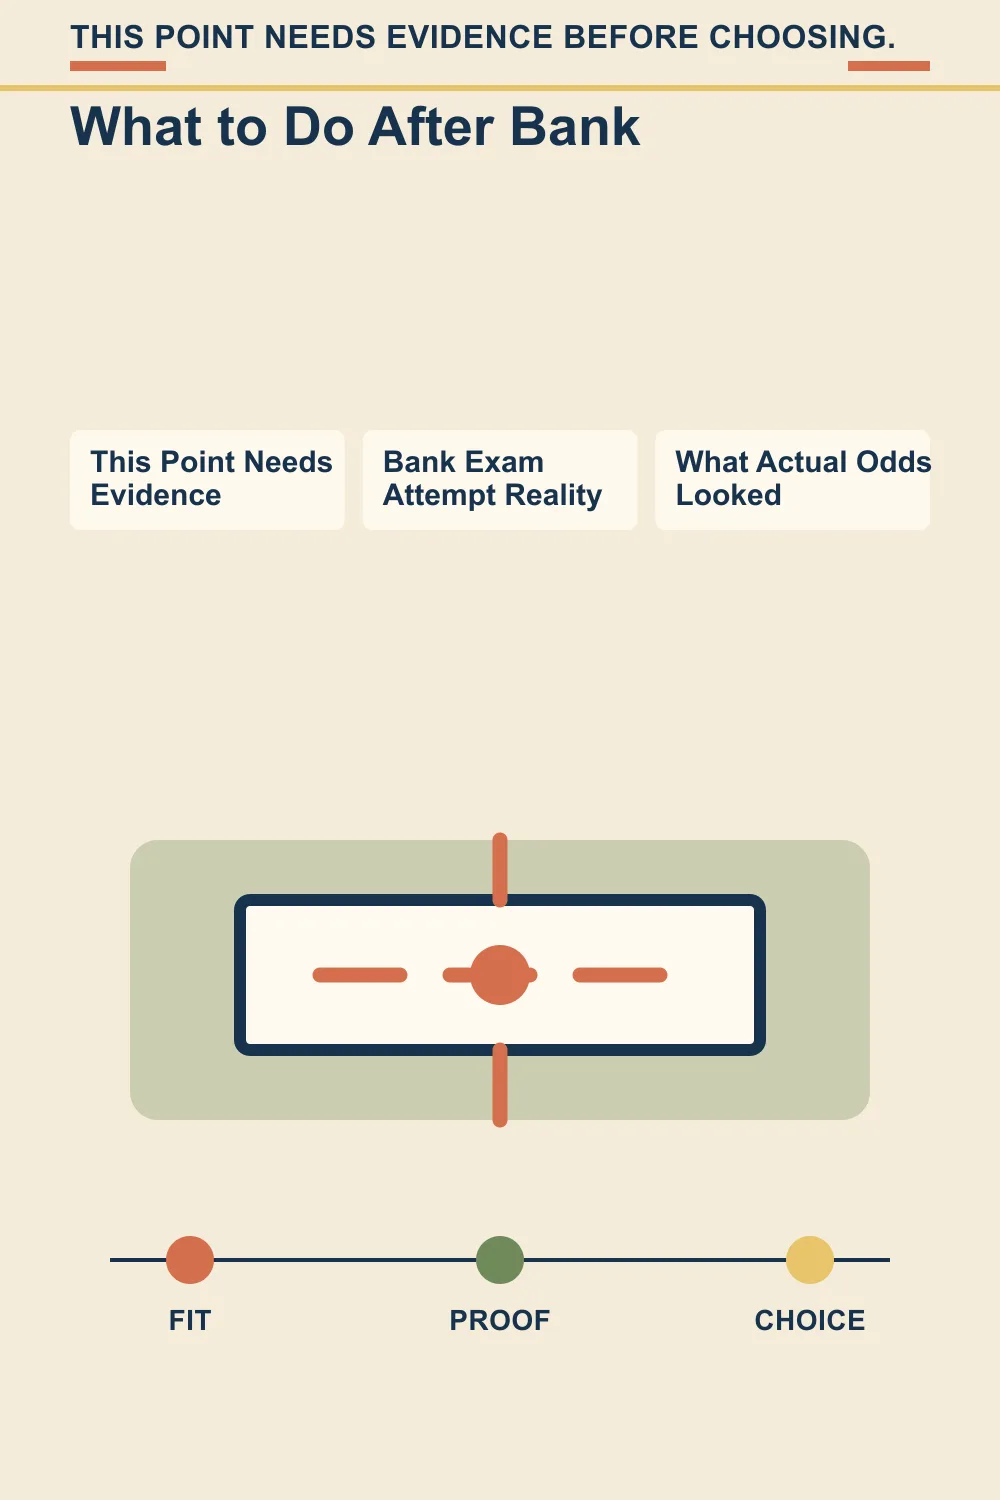 THIS POINT NEEDS EVIDENCE BEFORE CHOOSING.
What to Do After Bank
This Point Needs
Evidence
Bank Exam
Attempt Reality
What Actual Odds
Looked
FIT
PROOF
CHOICE